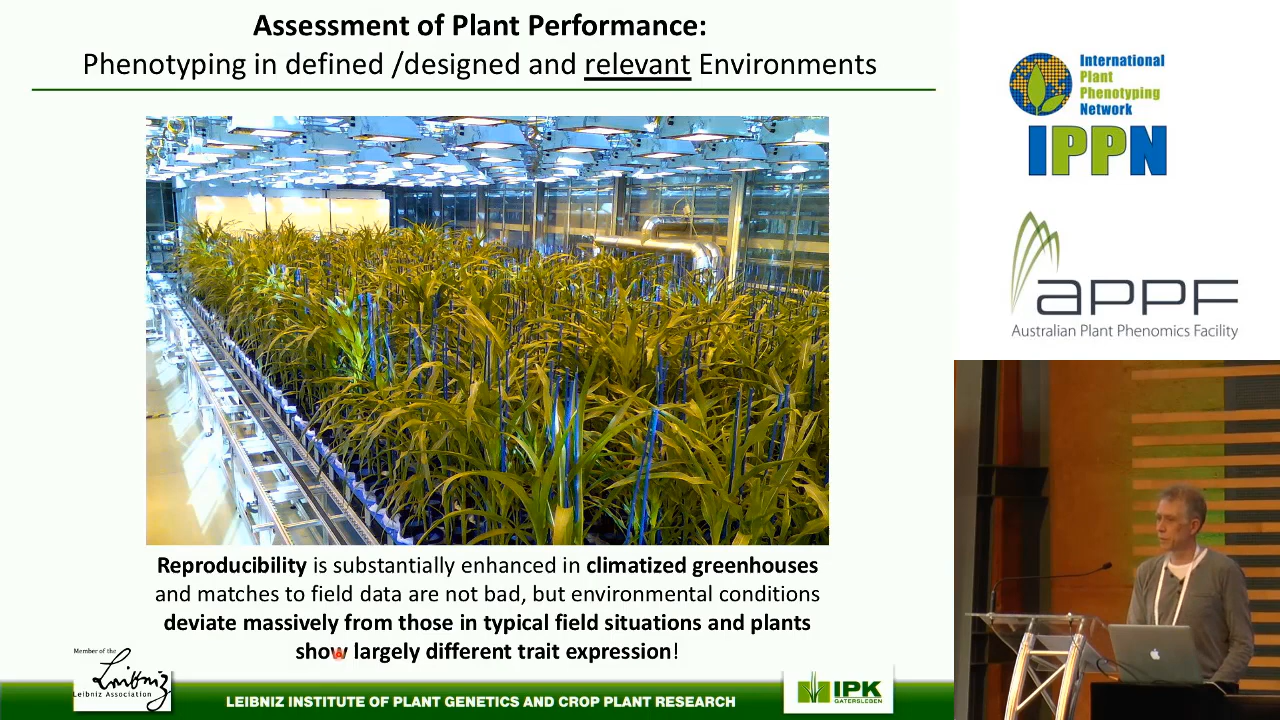 Assessment of Plant Performance:
Phenotyping in defined /designed and relevant Environments
Reproducibility is substantially enhanced in climatized greenhouses
and matches to field data are not bad, but environmental conditions
deviate massively from those in typical field situations and plants
show largely different trait expression!
Member of the
Leibniz
Leibniz Association
LEIBNIZ INSTITUTE OF PLANT GENETICS AND CROP PLANT RESEARCH
IPK
GATERSLEBEN
International
Plant
Phenotyping
Network
IPPN
APPF
Australian Plant Phenomics Facility